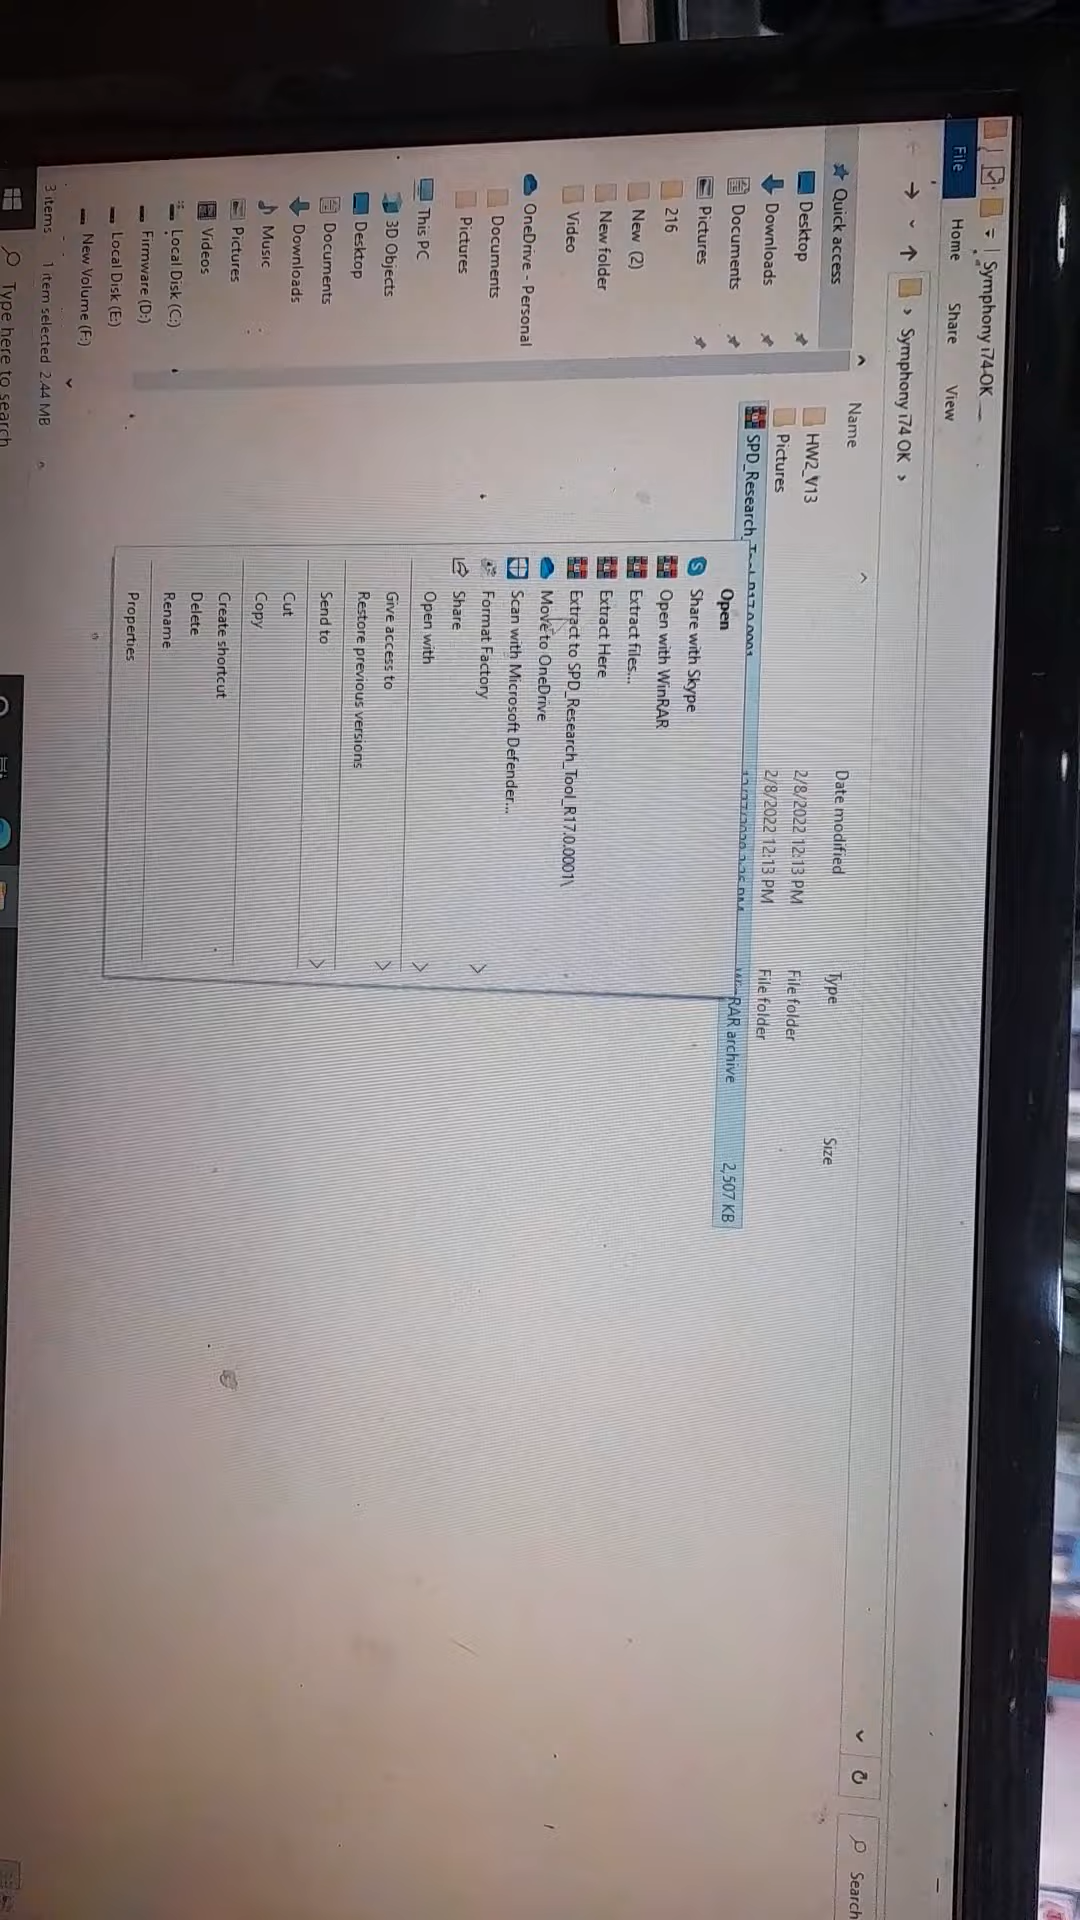 Symphony i74-OK
File Home Share View
Symphony i74 OK
Search
Quick access
Desktop
Downloads
Documents
Pictures
216
New (2)
New folder
Video
OneDrive - Personal
Documents
Pictures
This PC
3D Objects
Desktop
Documents
Downloads
Music
Pictures
Videos
Local Disk (C:)
Firmware (D:)
Local Disk (E:)
New Volume (F:)
Name Date modified Type Size
HW2_V13 2/8/2022 12:13 PM File folder
Pictures 2/8/2022 12:13 PM File folder
SPD_Research_Tool_R17.0.0001 WinRAR archive 2,507 KB
Open
Share with Skype
Open with WinRAR
Extract files...
Extract Here
Extract to SPD_Research_Tool_R17.0.0001\
Move to OneDrive
Scan with Microsoft Defender...
Format Factory
Share
Open with
Give access to
Restore previous versions
Send to
Cut
Copy
Create shortcut
Delete
Rename
Properties
3 items 1 item selected 2.44 MB
Type here to search